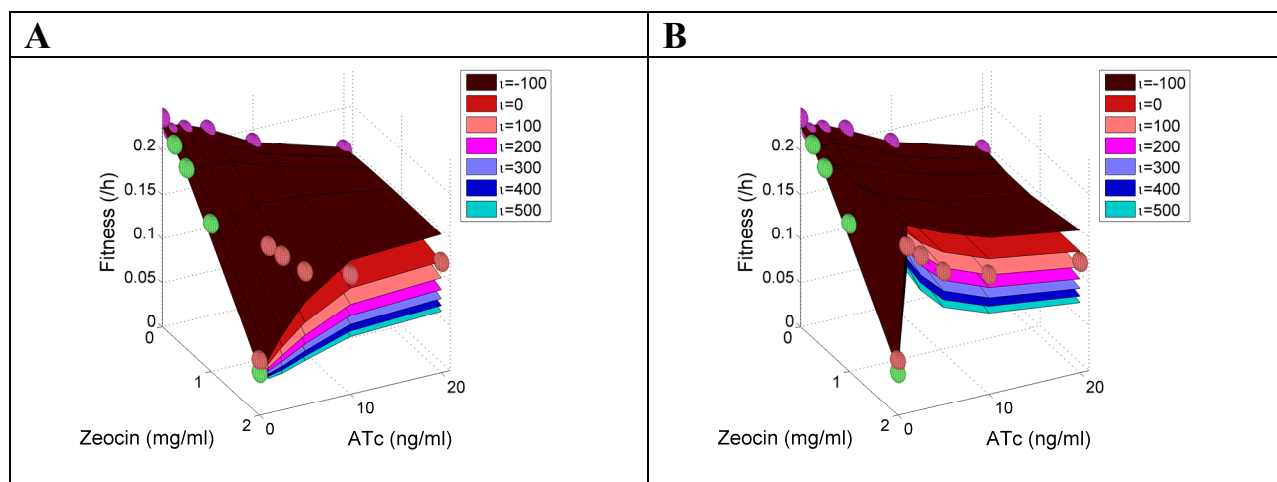 A
B
ι=-100
ι=0
ι=100
ι=200
ι=300
ι=400
ι=500
0.2
0.15
0.1
0.05
0
Fitness (/h)
0
1
2
Zeocin (mg/ml)
0
10
20
ATc (ng/ml)
ι=-100
ι=0
ι=100
ι=200
ι=300
ι=400
ι=500
0.2
0.15
0.1
0.05
0
Fitness (/h)
0
1
2
Zeocin (mg/ml)
0
10
20
ATc (ng/ml)